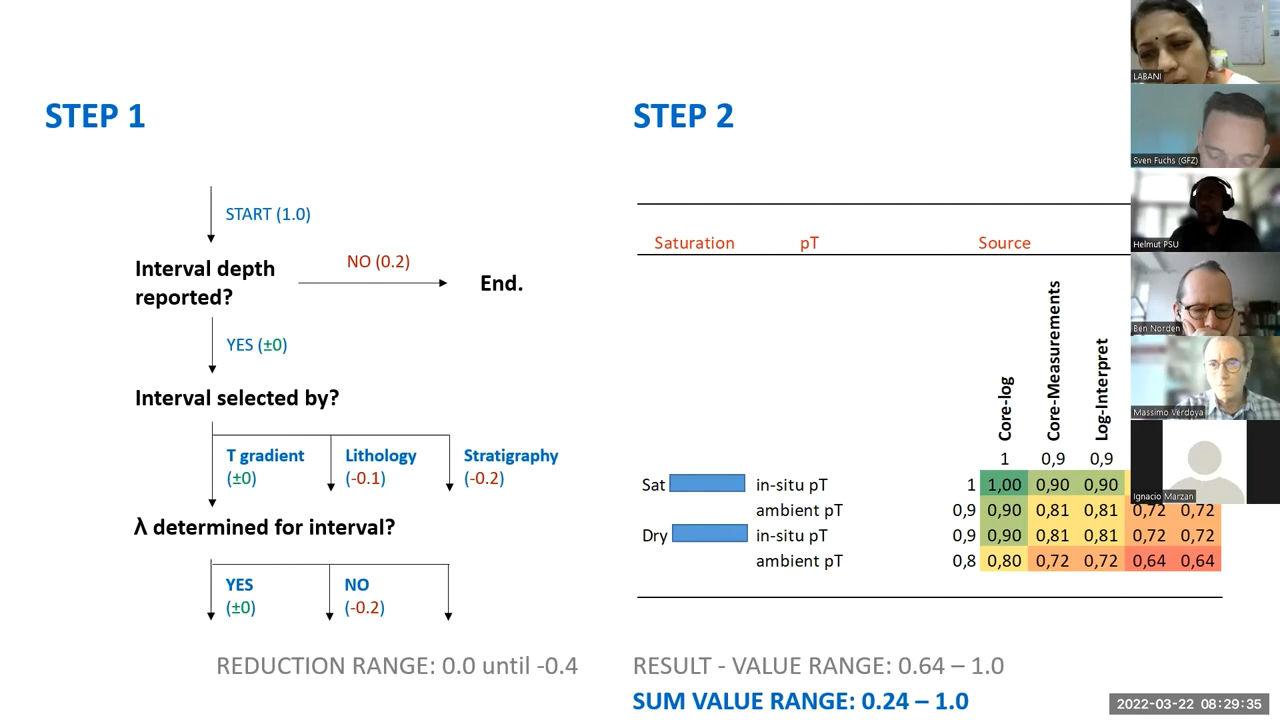 STEP 1
START (1.0)
Interval depth
reported?
NO (0.2)
End.
YES (±0)
Interval selected by?
T gradient
(±0)
Lithology
(-0.1)
Stratigraphy
(-0.2)
λ determined for interval?
YES
(±0)
NO
(-0.2)
REDUCTION RANGE: 0.0 until -0.4
STEP 2
Saturation pT Source
Core-log
Core-Measurements
Log-Interpret
1 0,9 0,9
Sat in-situ pT 1 1,00 0,90 0,90
ambient pT 0,9 0,90 0,81 0,81 0,72 0,72
Dry in-situ pT 0,9 0,90 0,81 0,81 0,72 0,72
ambient pT 0,8 0,80 0,72 0,72 0,64 0,64
RESULT - VALUE RANGE: 0.64 – 1.0
SUM VALUE RANGE: 0.24 – 1.0
LABANI
Sven Fuchs (GFZ)
Helmut PSU
Ben Norden
Massimo Verdoya
Ignacio Marzan
2022-03-22 08:29:35